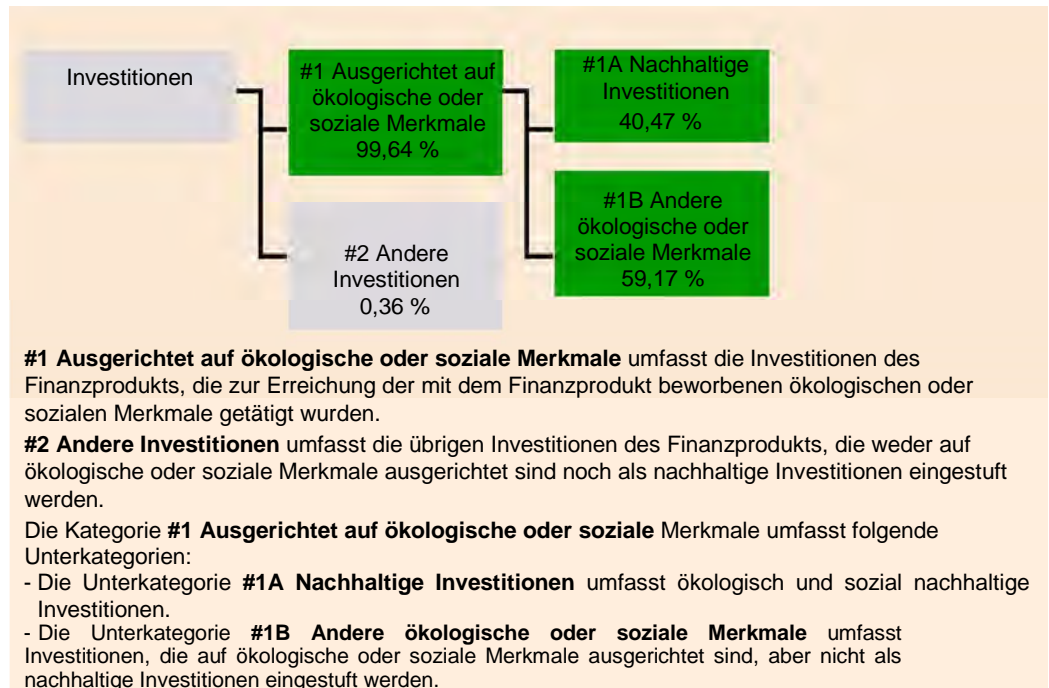 Investitionen
#1 Ausgerichtet auf
ökologische oder
soziale Merkmale
99,64 %
#1A Nachhaltige
Investitionen
40,47 %
#2 Andere
Investitionen
0,36 %
#1B Andere
ökologische oder
soziale Merkmale
59,17 %
#1 Ausgerichtet auf ökologische oder soziale Merkmale umfasst die Investitionen des
Finanzprodukts, die zur Erreichung der mit dem Finanzprodukt beworbenen ökologischen oder
sozialen Merkmale getätigt wurden.
#2 Andere Investitionen umfasst die übrigen Investitionen des Finanzprodukts, die weder auf
ökologische oder soziale Merkmale ausgerichtet sind noch als nachhaltige Investitionen eingestuft
werden.
Die Kategorie #1 Ausgerichtet auf ökologische oder soziale Merkmale umfasst folgende
Unterkategorien:
- Die Unterkategorie #1A Nachhaltige Investitionen umfasst ökologisch und sozial nachhaltige
Investitionen.
- Die Unterkategorie #1B Andere ökologische oder soziale Merkmale umfasst
Investitionen, die auf ökologische oder soziale Merkmale ausgerichtet sind, aber nicht als
nachhaltige Investitionen eingestuft werden.